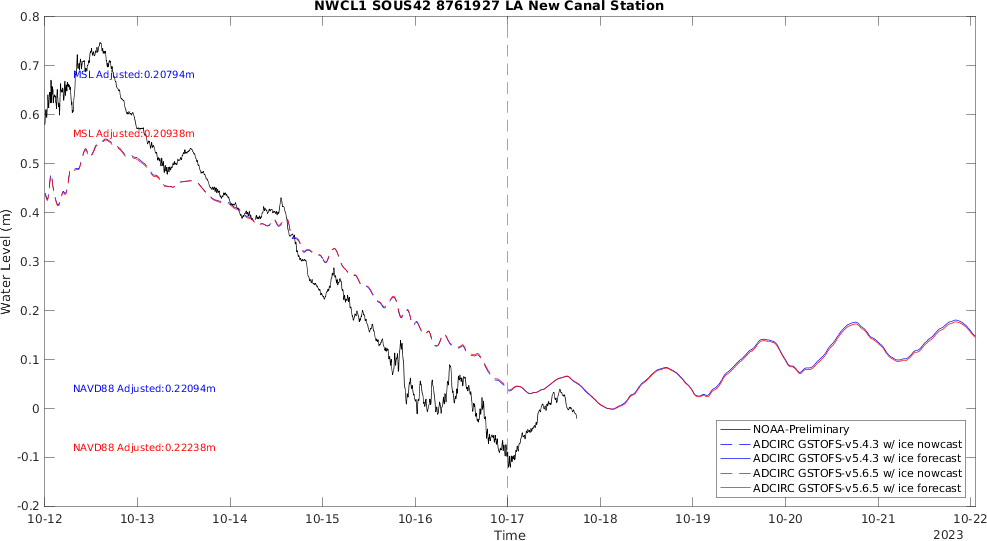 NWCL1 SOUS42 8761927 LA New Canal Station
0.8
0.7
0.6
0.5
0.4
0.3
0.2
0.1
0
-0.1
-0.2
Water Level (m)
MSL Adjusted:0.20794m
MSL Adjusted:0.20938m
NAVD88 Adjusted:0.22094m
NAVD88 Adjusted:0.22238m
NOAA-Preliminary
ADCIRC GSTOFS-v5.4.3 w/ ice nowcast
ADCIRC GSTOFS-v5.4.3 w/ ice forecast
ADCIRC GSTOFS-v5.6.5 w/ ice nowcast
ADCIRC GSTOFS-v5.6.5 w/ ice forecast
10-12 10-13 10-14 10-15 10-16 10-17 10-18 10-19 10-20 10-21 10-22
Time
2023